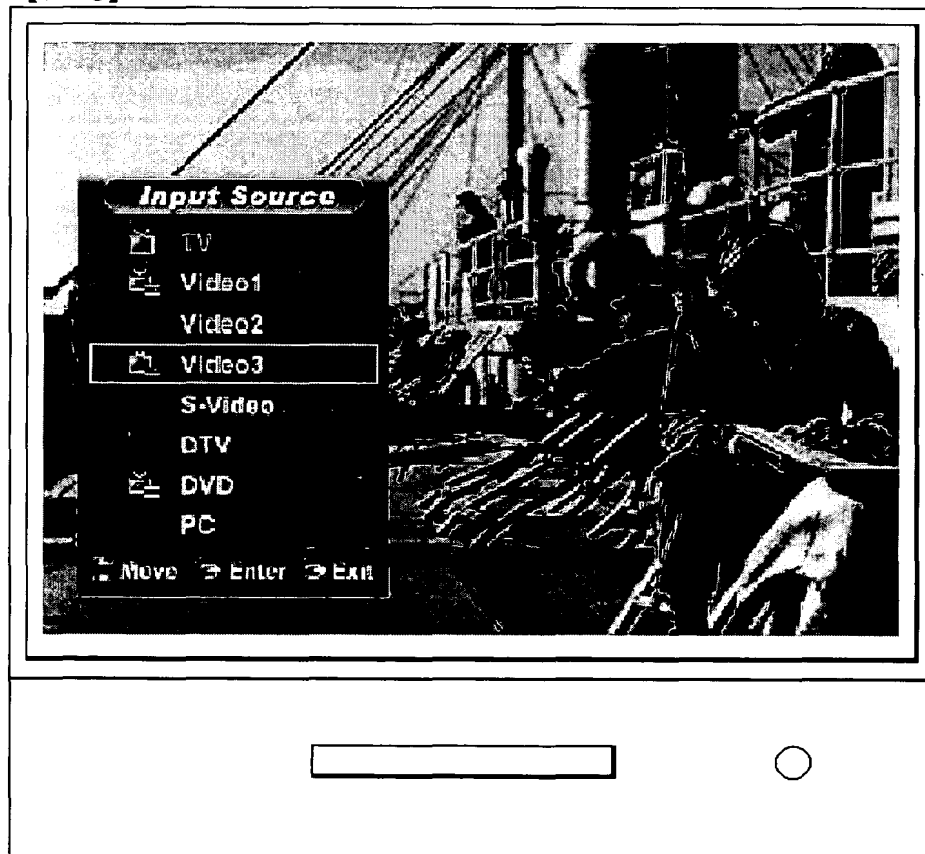 Input Source
TV
Video1
Video2
Video3
S-Video
DTV
DVD
PC
Move Enter Exit